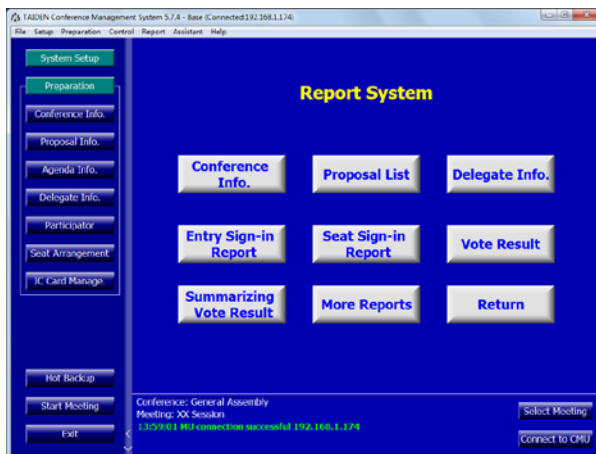 TAIDEN Conference Management System 5.7.4 - Base (Connected:192.168.1.174)
File Setup Preparation Control Report Assistant Help
System Setup
Preparation
Conference Info.
Proposal Info.
Agenda Info.
Delegate Info.
Participator
Seat Arrangement
IC Card Manage.
Hot Backup
Start Meeting
Exit
Report System
Conference
Info.
Proposal List
Delegate Info.
Entry Sign-in
Report
Seat Sign-in
Report
Vote Result
Summarizing
Vote Result
More Reports
Return
Conference: General Assembly
Meeting: XX Session
13:59:01 MU connection successful 192.168.1.174
Select Meeting
Connect to CMU